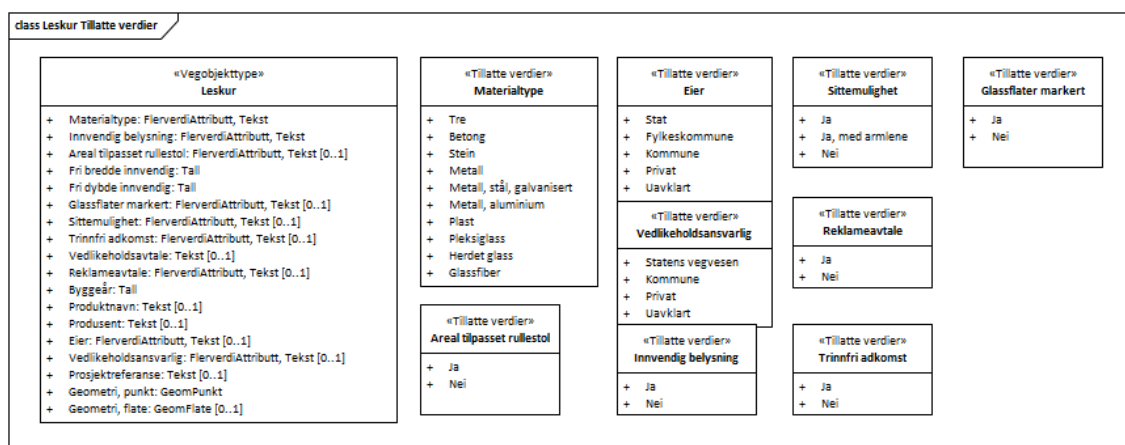 class Leskur Tillatte verdier
«Vegobjekttype»
Leskur
+ Materialtype: FlerverdiAttributt, Tekst
+ Innvendig belysning: FlerverdiAttributt, Tekst
+ Areal tilpasset rullestol: FlerverdiAttributt, Tekst [0..1]
+ Fri bredde innvendig: Tall
+ Fri dybde innvendig: Tall
+ Glassflater markert: FlerverdiAttributt, Tekst [0..1]
+ Sittemulighet: FlerverdiAttributt, Tekst [0..1]
+ Trinnfri adkomst: FlerverdiAttributt, Tekst [0..1]
+ Vedlikeholdsavtale: Tekst [0..1]
+ Reklameavtale: FlerverdiAttributt, Tekst [0..1]
+ Byggeår: Tall
+ Produktnavn: Tekst [0..1]
+ Produsent: Tekst [0..1]
+ Eier: FlerverdiAttributt, Tekst [0..1]
+ Vedlikeholdsansvarlig: FlerverdiAttributt, Tekst [0..1]
+ Prosjektreferanse: Tekst [0..1]
+ Geometri, punkt: GeomPunkt
+ Geometri, flate: GeomFlate [0..1]
«Tillatte verdier»
Materialtype
+ Tre
+ Betong
+ Stein
+ Metall
+ Metall, stål, galvanisert
+ Metall, aluminium
+ Plast
+ Pleksiglass
+ Herdet glass
+ Glassfiber
«Tillatte verdier»
Areal tilpasset rullestol
+ Ja
+ Nei
«Tillatte verdier»
Eier
+ Stat
+ Fylkeskommune
+ Kommune
+ Privat
+ Uavklart
«Tillatte verdier»
Vedlikeholdsansvarlig
+ Statens vegvesen
+ Kommune
+ Privat
+ Uavklart
«Tillatte verdier»
Innvendig belysning
+ Ja
+ Nei
«Tillatte verdier»
Sittemulighet
+ Ja
+ Ja, med armlene
+ Nei
«Tillatte verdier»
Reklameavtale
+ Ja
+ Nei
«Tillatte verdier»
Trinnfri adkomst
+ Ja
+ Nei
«Tillatte verdier»
Glassflater markert
+ Ja
+ Nei